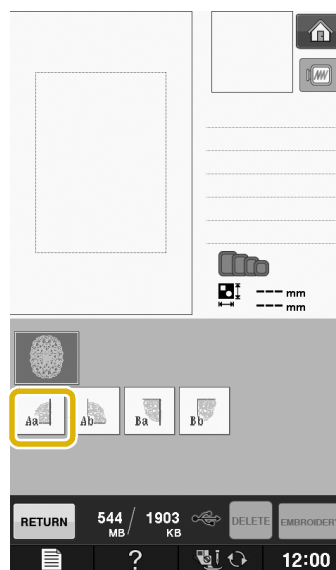 --- mm
--- mm
Aa Ab Ba Bb
RETURN 544 MB / 1903 KB DELETE EMBROIDERY
? 12:00